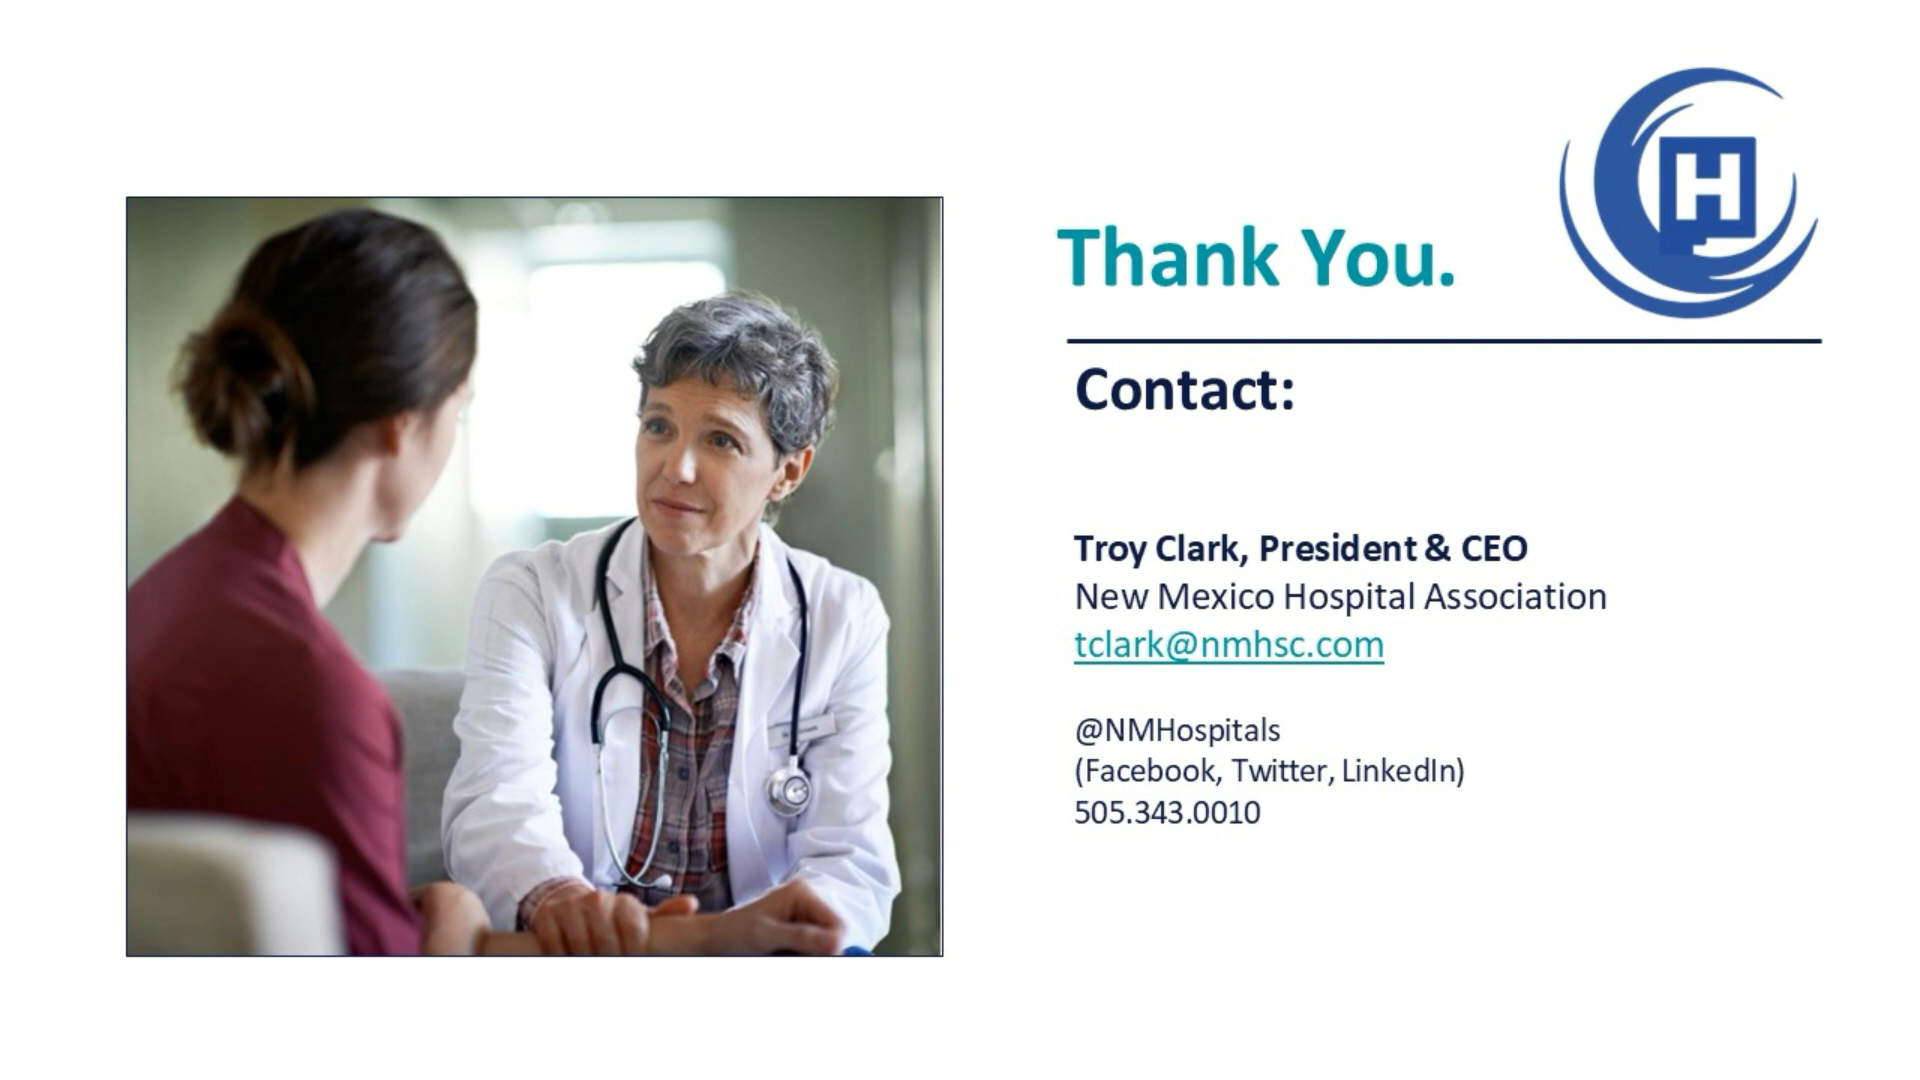 Thank You.
H
Contact:
Troy Clark, President & CEO
New Mexico Hospital Association
tclark@nmhsc.com
@NMHospitals
(Facebook, Twitter, LinkedIn)
505.343.0010